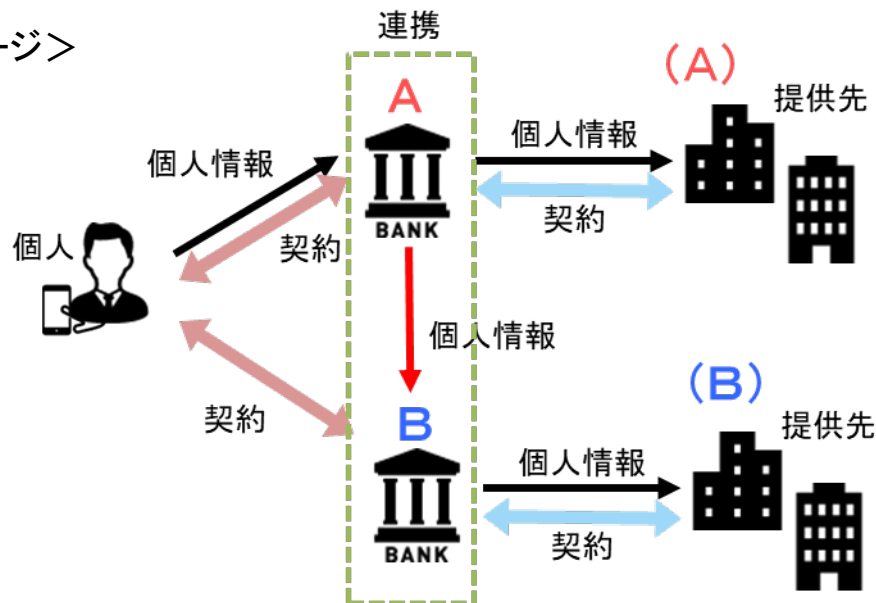 ージ＞
連携
A
BANK
個人情報
契約
個人
個人情報
契約
（A）
提供先
個人情報
契約
B
BANK
個人情報
契約
（B）
提供先